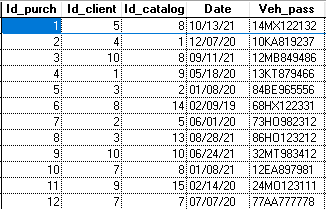 Id_purch Id_client Id_catalog Date Veh_pass
1 5 8 10/13/21 14MX122132
2 4 1 12/07/20 10KA819237
3 10 8 09/11/21 12MB849486
4 1 9 05/18/20 13KT879466
5 3 2 01/08/20 84BE965556
6 8 14 02/09/19 68HX122331
7 2 5 06/01/20 73HO982312
8 3 13 08/28/21 86HO123212
9 10 10 06/24/21 32MT983412
10 7 8 01/08/21 12EA897981
11 9 15 02/14/20 24MO123111
12 7 7 07/07/20 77AA777778